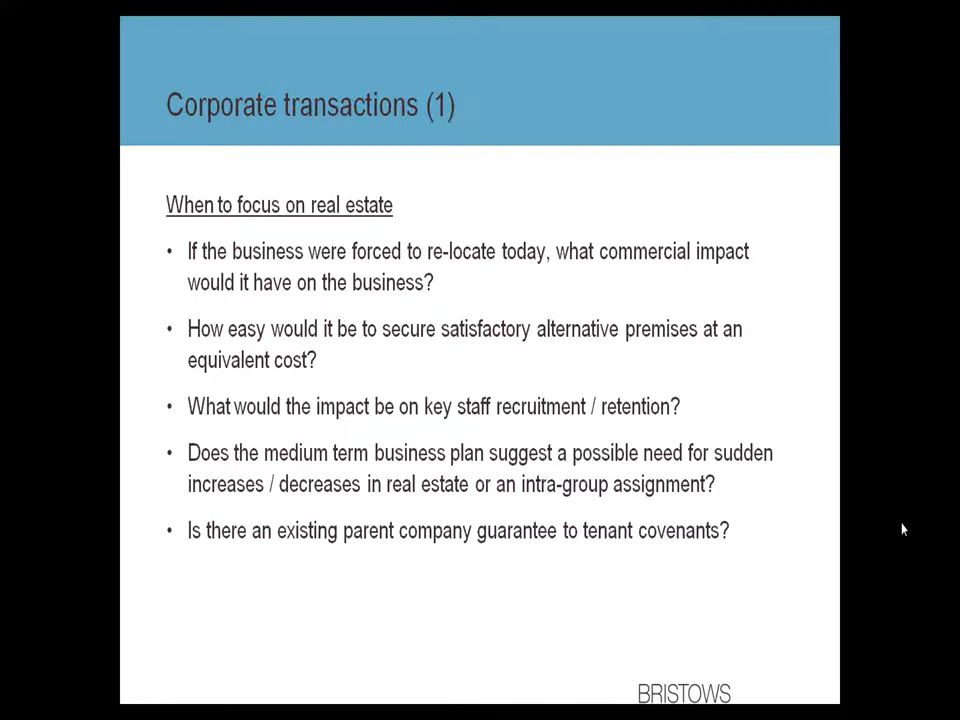 Corporate transactions (1)
When to focus on real estate
• If the business were forced to re-locate today, what commercial impact
would it have on the business?
• How easy would it be to secure satisfactory alternative premises at an
equivalent cost?
• What would the impact be on key staff recruitment / retention?
• Does the medium term business plan suggest a possible need for sudden
increases / decreases in real estate or an intra-group assignment?
• Is there an existing parent company guarantee to tenant covenants?
BRISTOWS